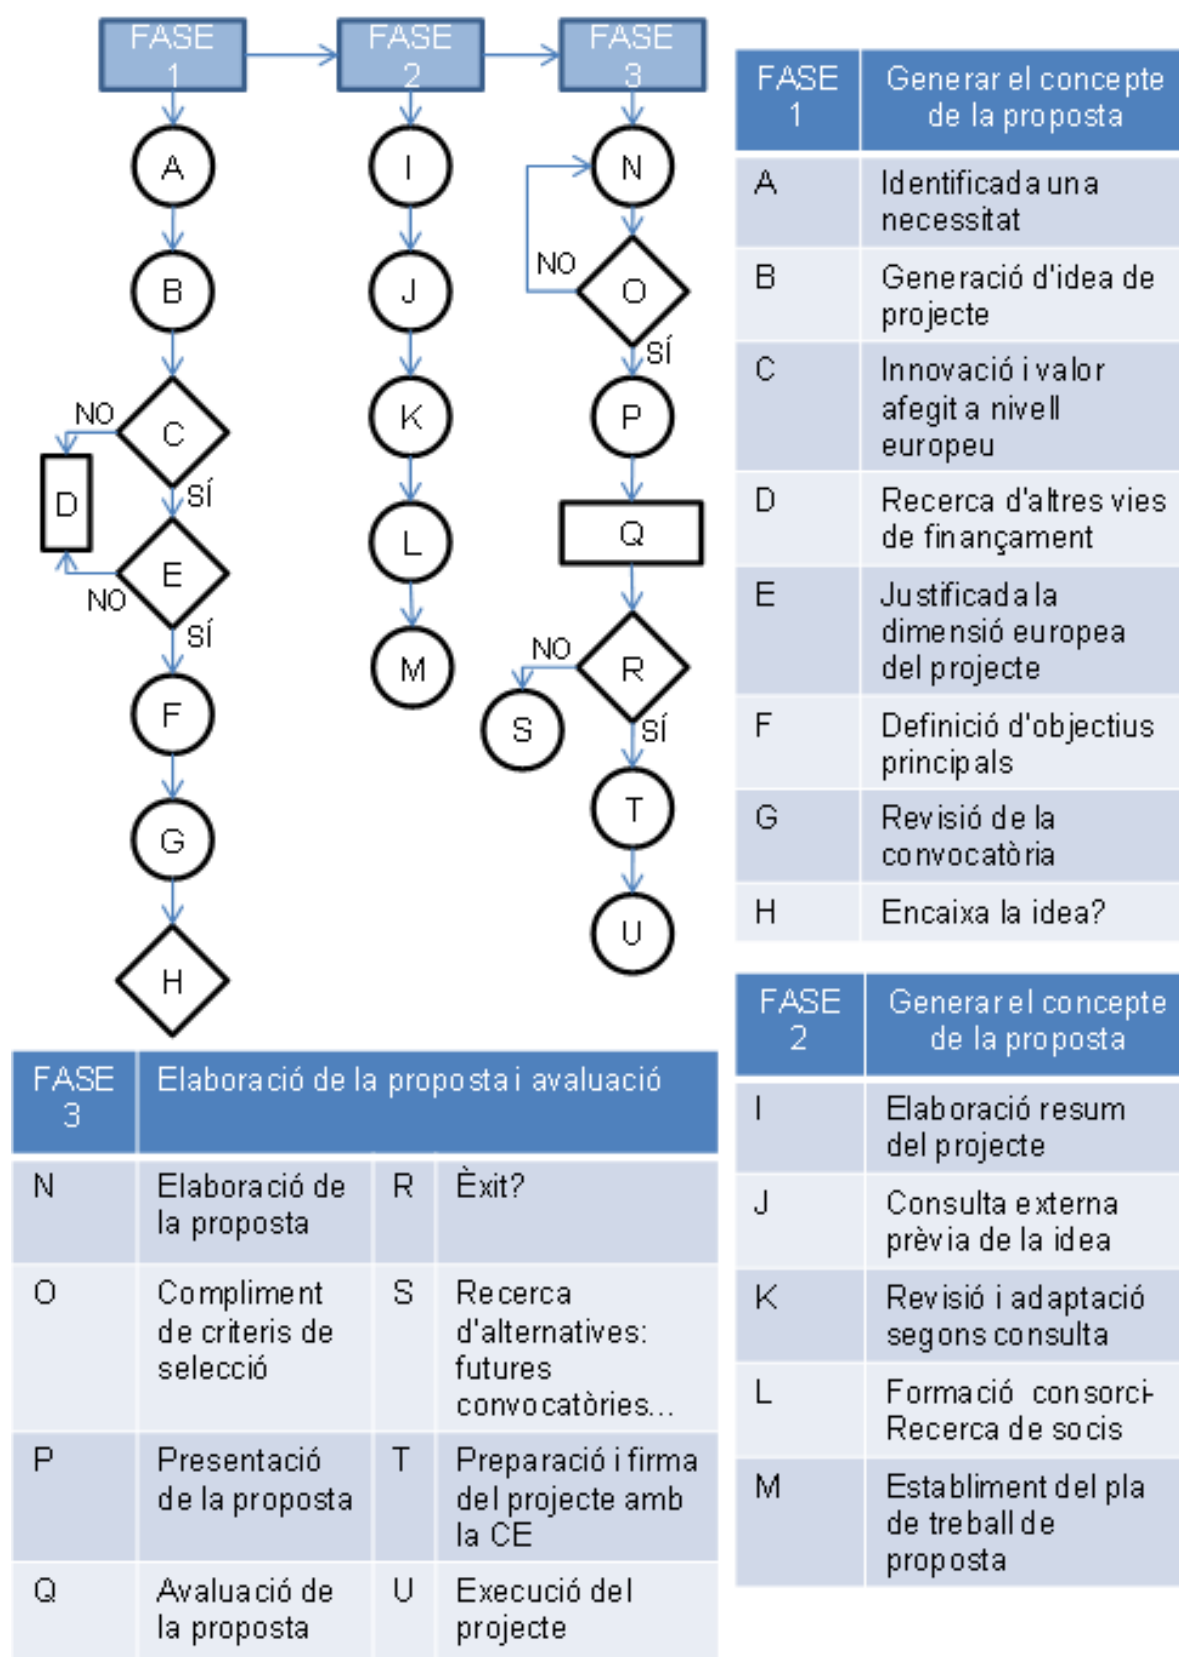 FASE
1
FASE
2
FASE
3
A
B
C
NO
SÍ
D
E
NO
SÍ
F
G
H
I
J
K
L
M
N
O
NO
SÍ
P
Q
R
NO
SÍ
S
T
U
FASE
1
Generar el concepte
de la proposta
A
Identificada una
necessitat
B
Generació d'idea de
projecte
C
Innovació i valor
afegit a nivell
europeu
D
Recerca d'altres vies
de finançament
E
Justificada la
dimensió europea
del projecte
F
Definició d'objectius
principals
G
Revisió de la
convocatòria
H
Encaixa la idea?
FASE
2
Generar el concepte
de la proposta
I
Elaboració resum
del projecte
J
Consulta externa
prèvia de la idea
K
Revisió i adaptació
segons consulta
L
Formació consorci-
Recerca de socis
M
Establiment del pla
de treball de
proposta
FASE
3
Elaboració de la proposta i avaluació
N
Elaboració de
la proposta
R
Èxit?
O
Compliment
de criteris de
selecció
S
Recerca
d'alternatives:
futures
convocatòries...
P
Presentació
de la proposta
T
Preparació i firma
del projecte amb
la CE
Q
Avaluació de
la proposta
U
Execució del
projecte